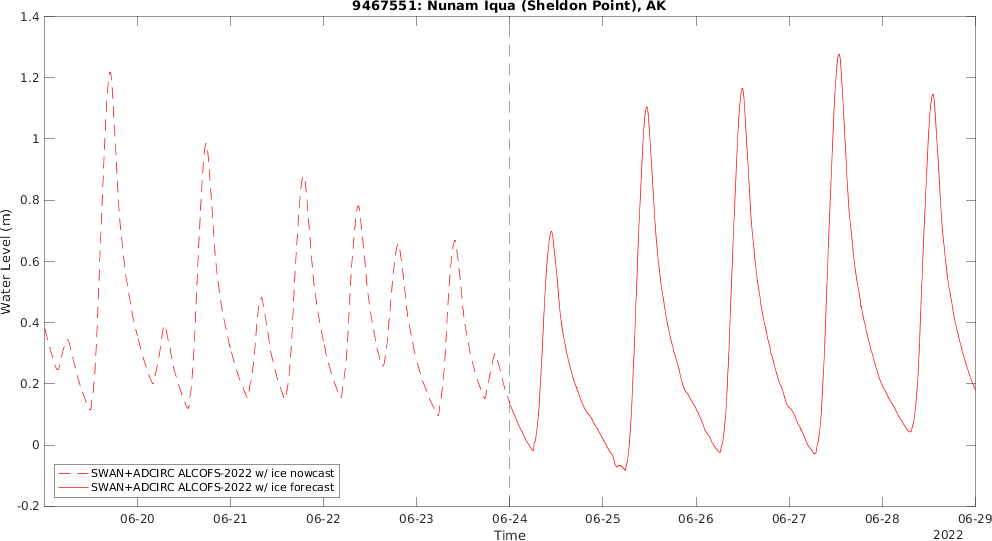 9467551: Nunam Iqua (Sheldon Point), AK
1.4
1.2
1
0.8
0.6
0.4
0.2
0
-0.2
Water Level (m)
SWAN+ADCIRC ALCOFS-2022 w/ ice nowcast
SWAN+ADCIRC ALCOFS-2022 w/ ice forecast
06-20 06-21 06-22 06-23 06-24 06-25 06-26 06-27 06-28 06-29
Time
2022